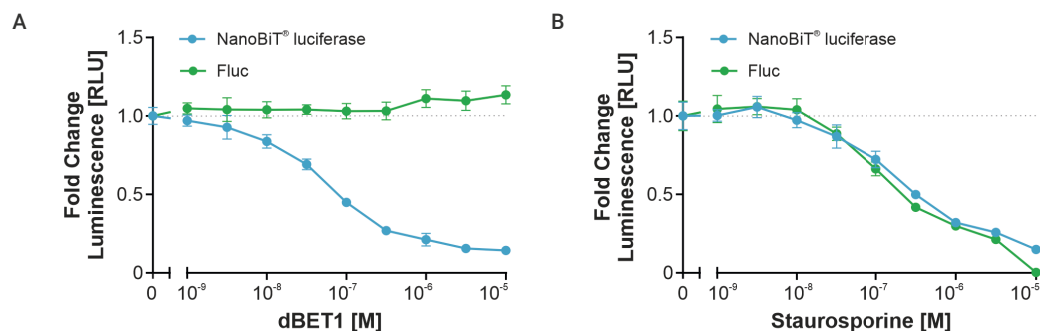 A
NanoBiT® luciferase
Fluc
Fold Change
Luminescence [RLU]
1.5
1.0
0.5
0
0
10⁻⁹
10⁻⁸
10⁻⁷
10⁻⁶
10⁻⁵
dBET1 [M]
B
NanoBiT® luciferase
Fluc
Fold Change
Luminescence [RLU]
1.5
1.0
0.5
0
0
10⁻⁹
10⁻⁸
10⁻⁷
10⁻⁶
10⁻⁵
Staurosporine [M]